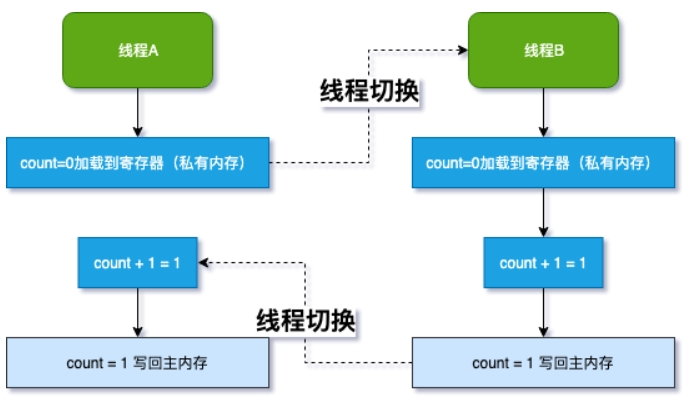 线程A
线程B
线程切换
count=0加载到寄存器（私有内存）
count=0加载到寄存器（私有内存）
count + 1 = 1
count + 1 = 1
线程切换
count = 1 写回主内存
count = 1 写回主内存